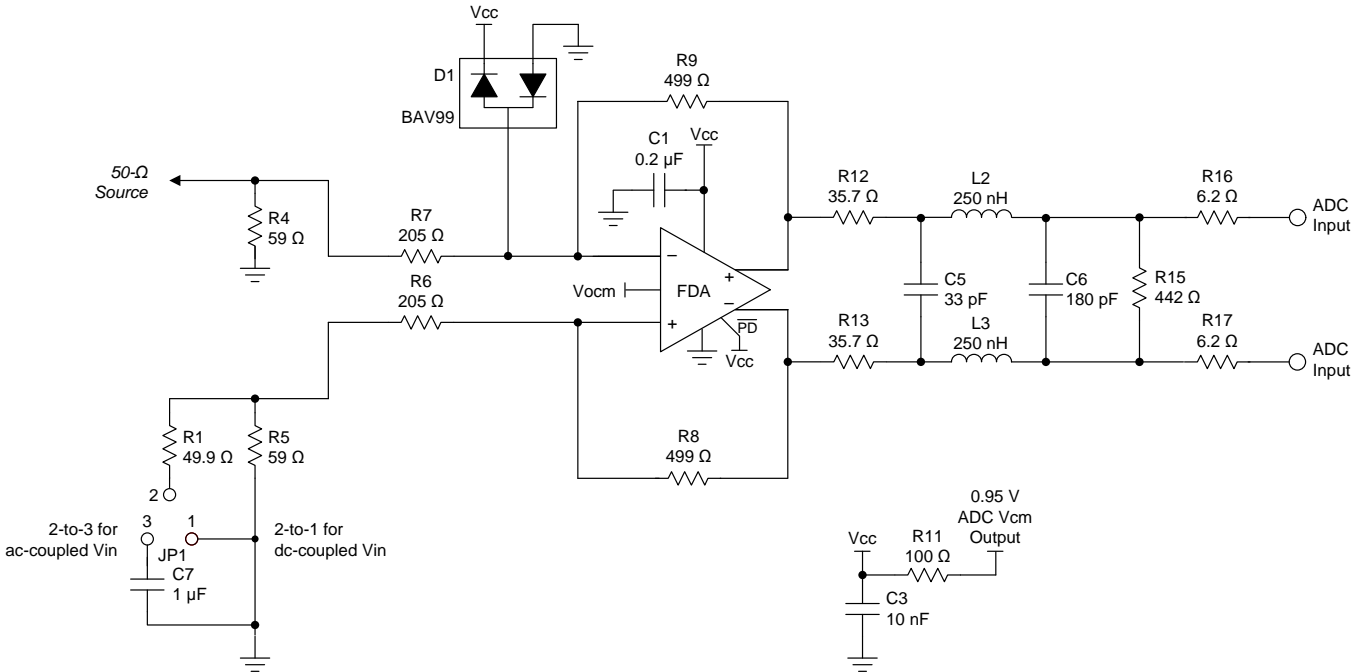 Vcc
D1
BAV99
R9
499 Ω
C1
0.2 µF
Vcc
50-Ω
Source
R4
59 Ω
R7
205 Ω
R6
205 Ω
Vocm
−
+
FDA
+
−
PD
Vcc
R12
35.7 Ω
L2
250 nH
R16
6.2 Ω
ADC
Input
C5
33 pF
C6
180 pF
R15
442 Ω
R13
35.7 Ω
L3
250 nH
R17
6.2 Ω
ADC
Input
R8
499 Ω
R1
49.9 Ω
R5
59 Ω
2
3
1
2-to-3 for
ac-coupled Vin
2-to-1 for
dc-coupled Vin
JP1
C7
1 µF
0.95 V
ADC Vcm
Output
Vcc
R11
100 Ω
C3
10 nF